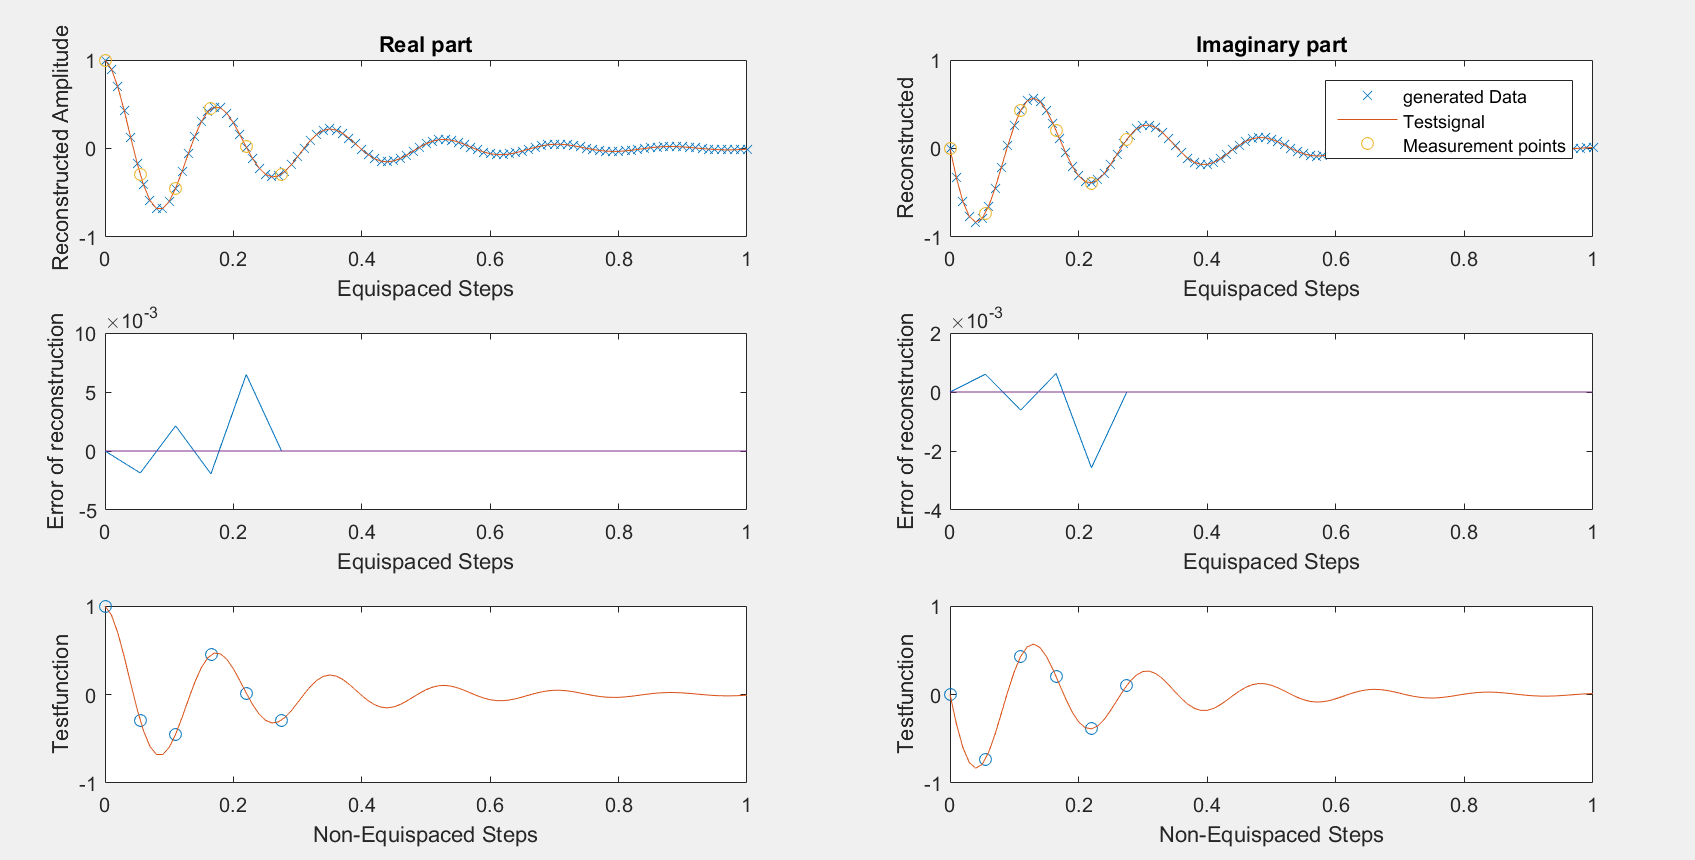 Real part
Reconstructed Amplitude
1
0
-1
0 0.2 0.4 0.6 0.8 1
Equispaced Steps
Imaginary part
Reconstructed
1
0
-1
generated Data
Testsignal
Measurement points
0 0.2 0.4 0.6 0.8 1
Equispaced Steps
×10-3
Error of reconstruction
10
5
0
-5
0 0.2 0.4 0.6 0.8 1
Equispaced Steps
×10-3
Error of reconstruction
2
0
-2
-4
0 0.2 0.4 0.6 0.8 1
Equispaced Steps
Testfunction
1
0
-1
0 0.2 0.4 0.6 0.8 1
Non-Equispaced Steps
Testfunction
1
0
-1
0 0.2 0.4 0.6 0.8 1
Non-Equispaced Steps